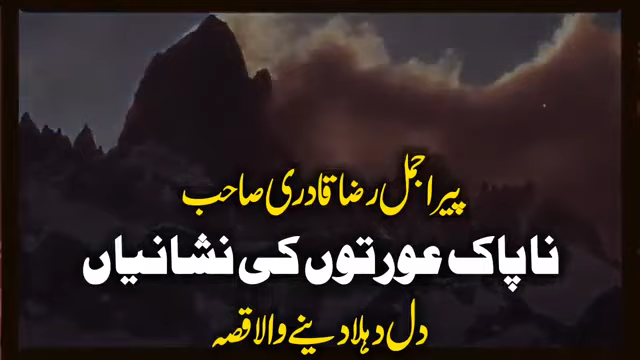 پیر اجمل رضا قادری صاحب
ناپاک عورتوں کی نشانیاں
دل دہلا دینے والا قصہ